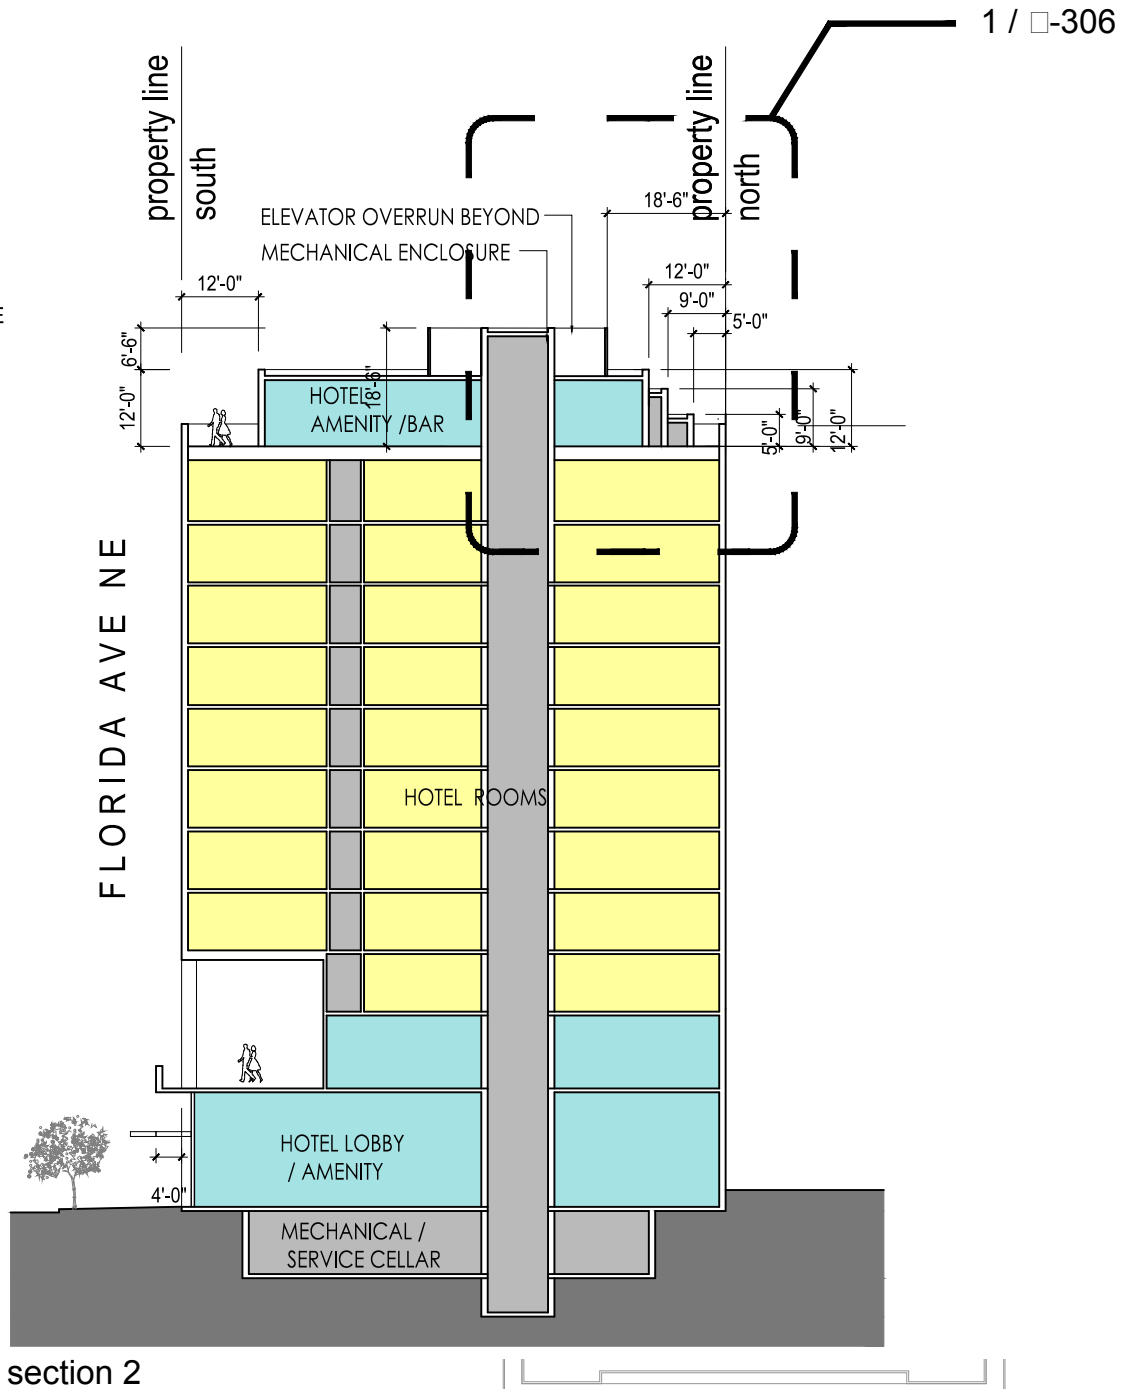 1 / □-306
property line
south
property line
north
18'-6"
ELEVATOR OVERRUN BEYOND
MECHANICAL ENCLOSURE
12'-0"
12'-0"
9'-0"
5'-0"
6'-6"
12'-0"
18'-6"
HOTEL
AMENITY /BAR
5'-0"
9'-0"
12'-0"
FLORIDA AVE NE
HOTEL ROOMS
HOTEL LOBBY
/ AMENITY
4'-0"
MECHANICAL /
SERVICE CELLAR
section 2